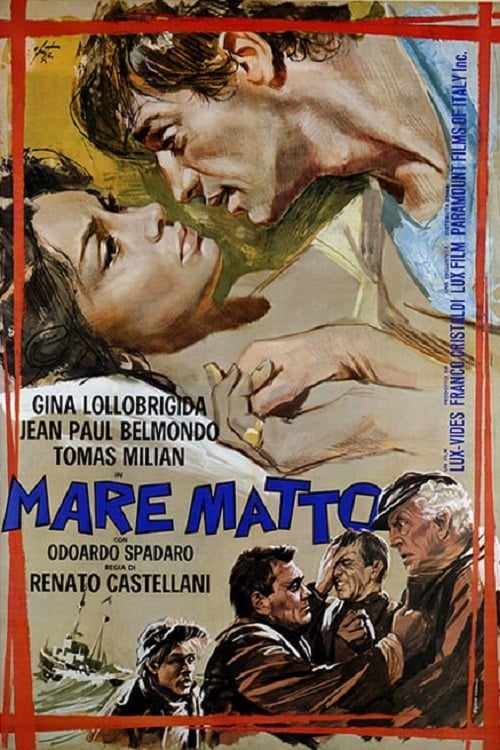 GINA LOLLOBRIGIDA
JEAN PAUL BELMONDO
TOMAS MILIAN
in
MARE MATTO
CON
ODOARDO SPADARO
REGIA DI
RENATO CASTELLANI
UN FILM
LUX-VIDES
PRODOTTO DA
FRANCO CRISTALDI
LUX FILM
PARAMOUNT FILMS OF ITALY Inc.